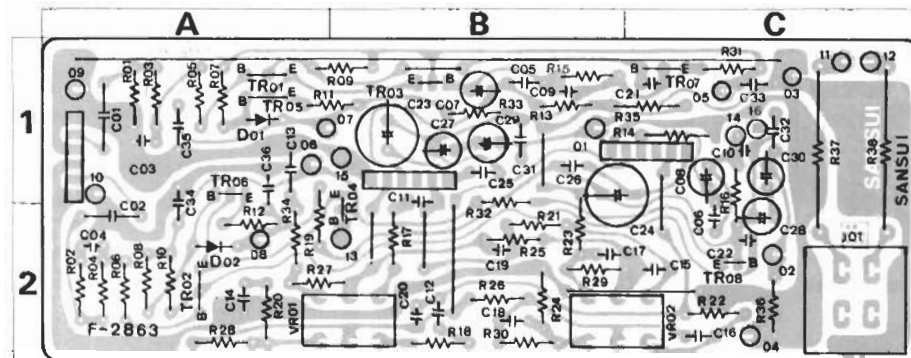 A B C
09 R01 R03 R05 R07 B E TR01 R09 E B C05 R15 B E TR07 R31 11 12
C01 B E TR05 R11 TR03 C23 C07 R33 C09 R13 C21 05 C33 03
1 D01 07 C27 C29 R35 R14 14 16 C32
C03 C35 C36 C13 06 C31 01 C10 C30 R37 R38 SANSUI SANSUI
10 TR06 15 C25 C26 C08
C02 C34 B E R12 R34 B E TR04 C11 R32 R21 C24 C06 R16 C28
C04 D02 08 R19 13 R17 R25 R23 C17 C22 J01
2 R02 R04 R06 R08 R10 TR02 E R27 C19 R29 C15 E B TR08 02
C14 R20 VR01 C20 C12 R26 C18 R24 VR02 R22 R36
F-2863 B R28 R18 R30 C16 04